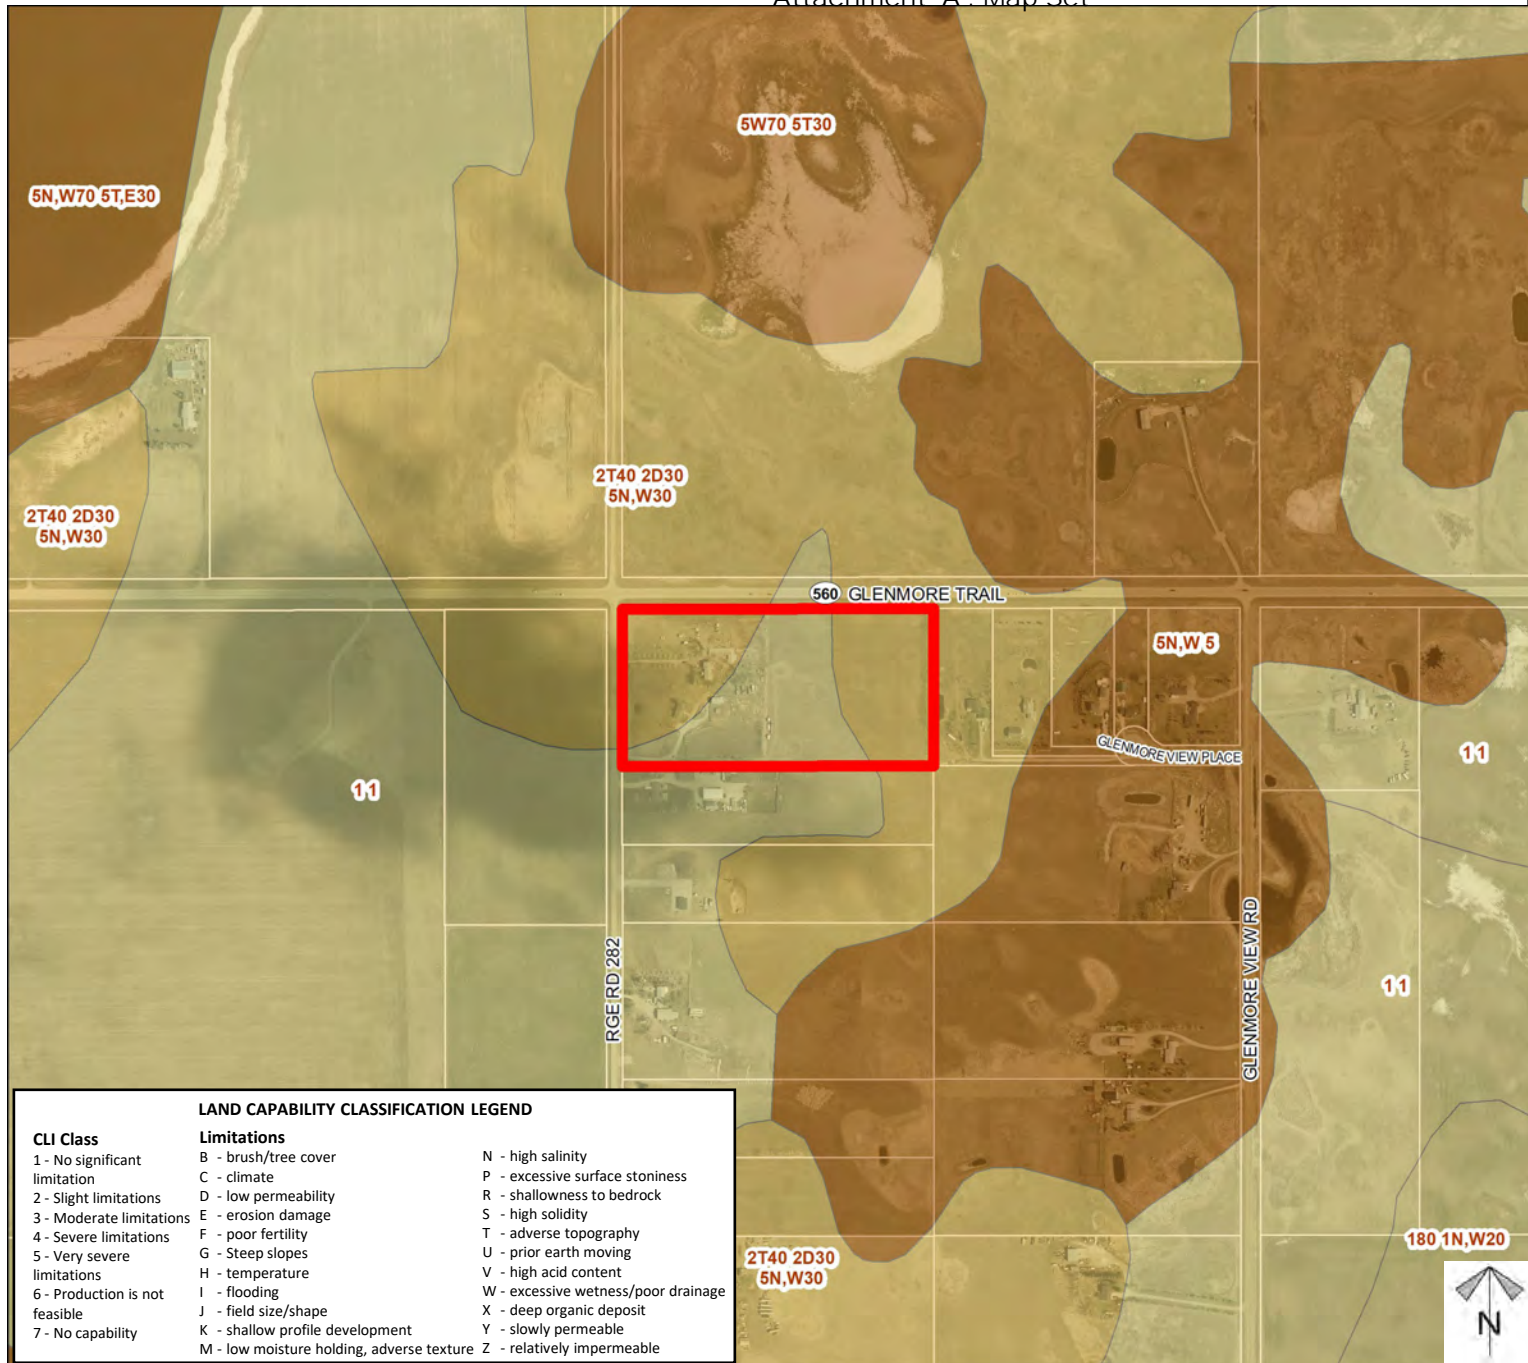 Attachment 'A': Map Set
5W70 5T30
5N,W70 5T,E30
2T40 2D30
5N,W30
2T40 2D30
5N,W30
560 GLENMORE TRAIL
5N,W 5
GLENMORE VIEW PLACE
1 1
1 1
1 1
RGE RD 282
GLENMORE VIEW RD
2T40 2D30
5N,W30
180 1N,W20
N
LAND CAPABILITY CLASSIFICATION LEGEND
CLI Class
1 - No significant
limitation
2 - Slight limitations
3 - Moderate limitations
4 - Severe limitations
5 - Very severe
limitations
6 - Production is not
feasible
7 - No capability
Limitations
B - brush/tree cover
C - climate
D - low permeability
E - erosion damage
F - poor fertility
G - Steep slopes
H - temperature
I - flooding
J - field size/shape
K - shallow profile development
M - low moisture holding, adverse texture
N - high salinity
P - excessive surface stoniness
R - shallowness to bedrock
S - high solidity
T - adverse topography
U - prior earth moving
V - high acid content
W - excessive wetness/poor drainage
X - deep organic deposit
Y - slowly permeable
Z - relatively impermeable